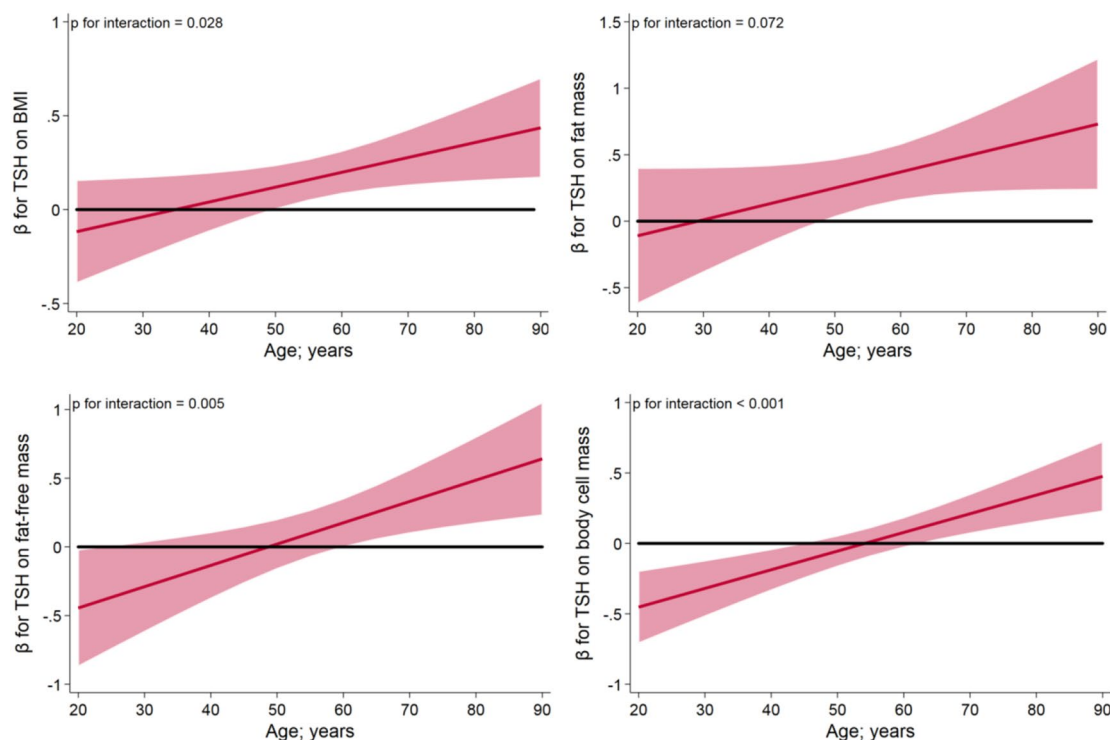 p for interaction = 0.028
β for TSH on BMI
1
.5
0
-.5
20 30 40 50 60 70 80 90
Age; years
p for interaction = 0.072
β for TSH on fat mass
1.5
1
.5
0
-.5
20 30 40 50 60 70 80 90
Age; years
p for interaction = 0.005
β for TSH on fat-free mass
1
.5
0
-.5
-1
20 30 40 50 60 70 80 90
Age; years
p for interaction < 0.001
β for TSH on body cell mass
1
.5
0
-.5
-1
20 30 40 50 60 70 80 90
Age; years